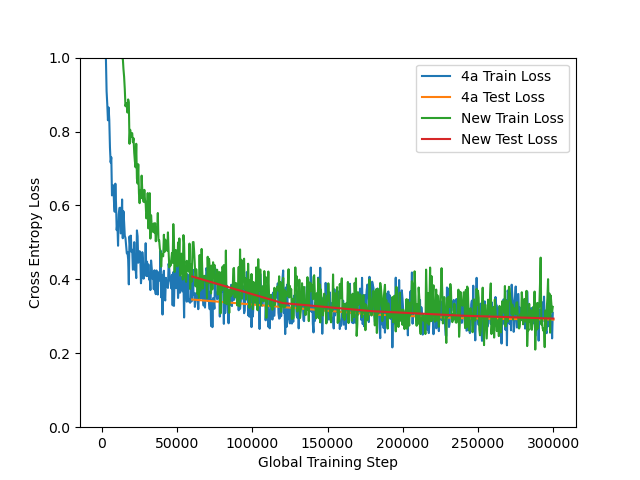 1.0
0.8
0.6
0.4
0.2
0.0
Cross Entropy Loss
4a Train Loss
4a Test Loss
New Train Loss
New Test Loss
0 50000 100000 150000 200000 250000 300000
Global Training Step